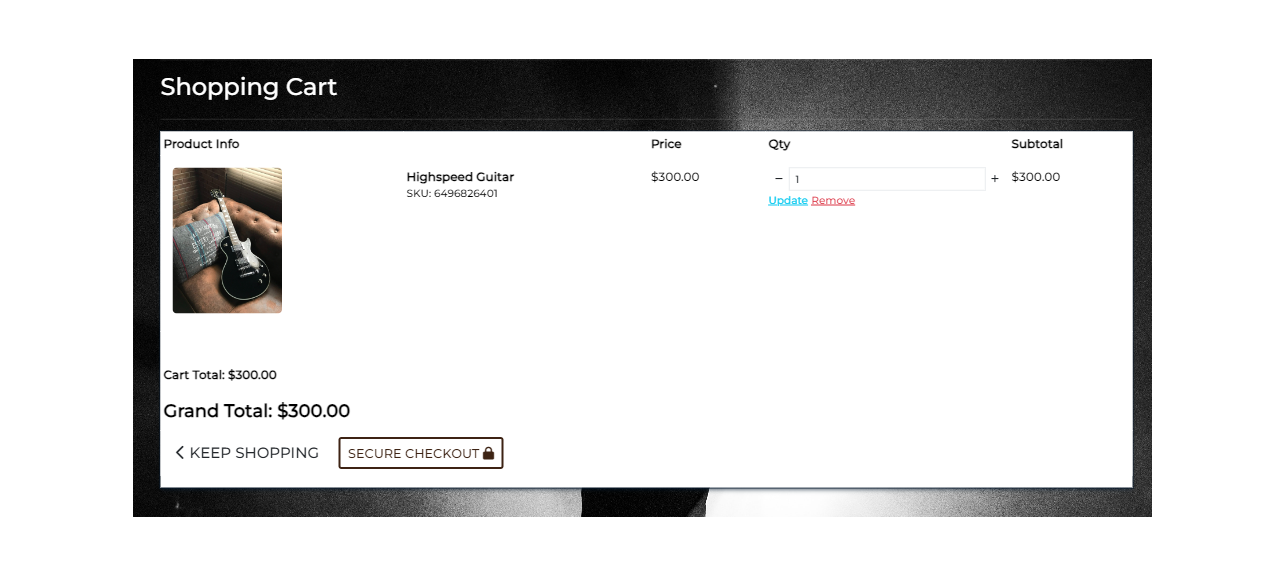 Shopping Cart
Product Info Price Qty Subtotal
Highspeed Guitar $300.00 − 1 + $300.00
SKU: 6496826401
Update Remove
Cart Total: $300.00
Grand Total: $300.00
KEEP SHOPPING SECURE CHECKOUT